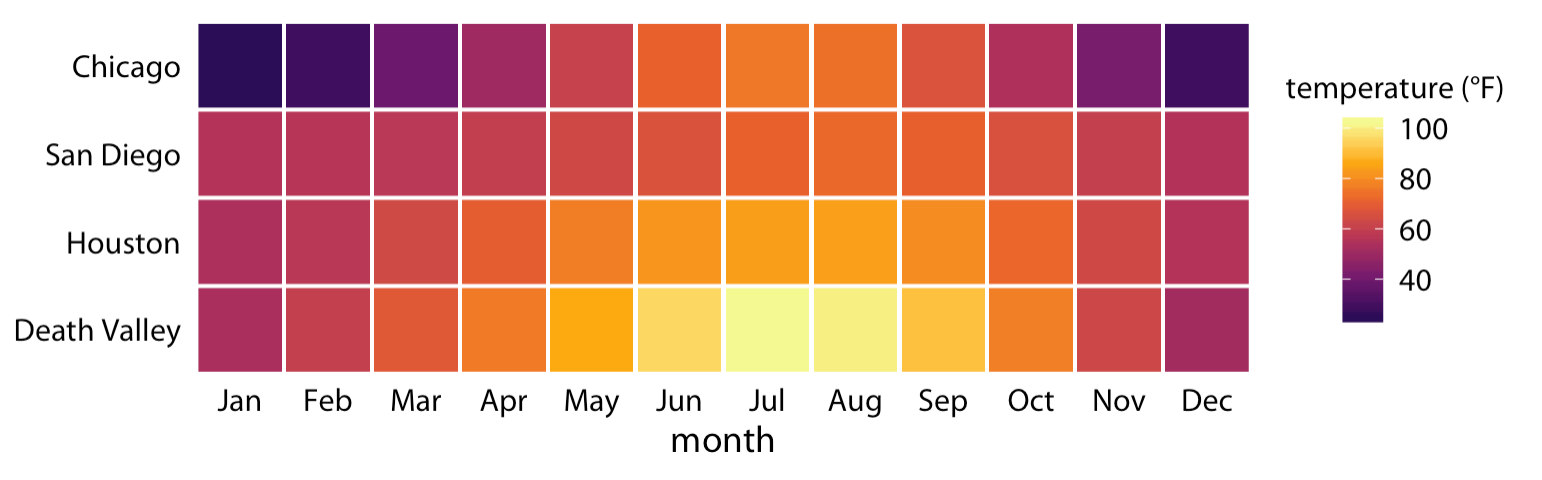 Chicago
San Diego
Houston
Death Valley
Jan Feb Mar Apr May Jun Jul Aug Sep Oct Nov Dec
month
temperature (°F)
100
80
60
40